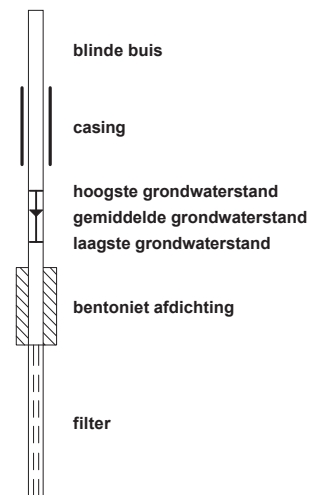 blinde buis
casing
hoogste grondwaterstand
gemiddelde grondwaterstand
laagste grondwaterstand
bentoniet afdichting
filter